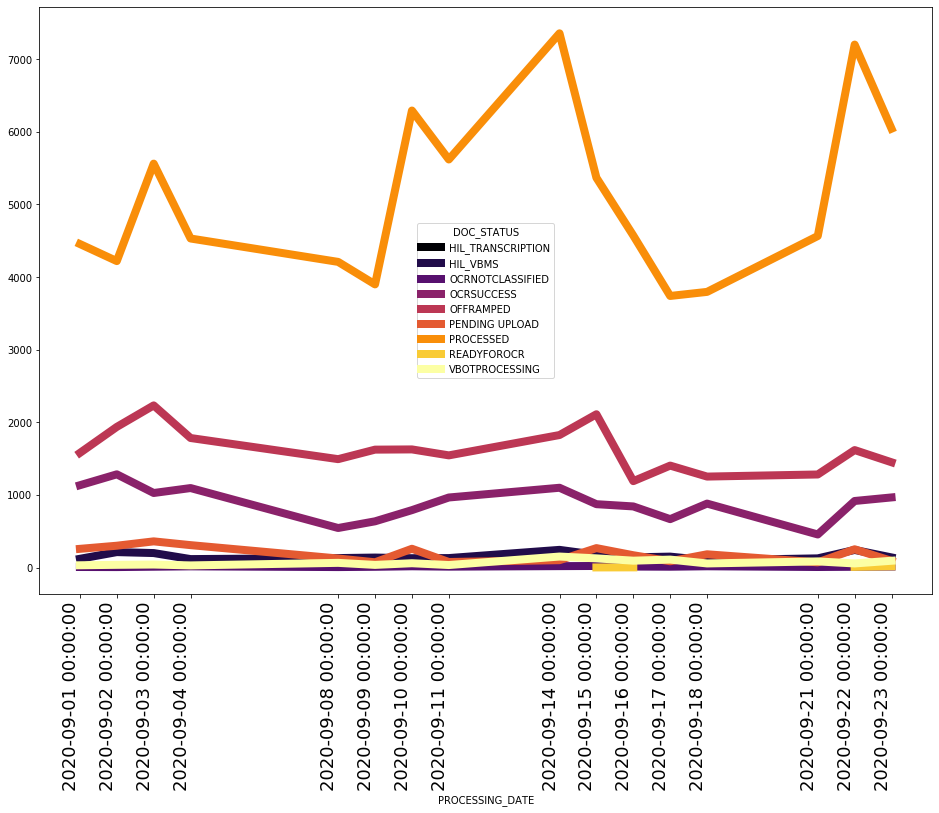 7000
6000
5000
4000
3000
2000
1000
0
DOC_STATUS
HIL_TRANSCRIPTION
HIL_VBMS
OCRNOTCLASSIFIED
OCRSUCCESS
OFFRAMPED
PENDING UPLOAD
PROCESSED
READYFOROCR
VBOTPROCESSING
2020-09-01 00:00:00
2020-09-02 00:00:00
2020-09-03 00:00:00
2020-09-04 00:00:00
2020-09-08 00:00:00
2020-09-09 00:00:00
2020-09-10 00:00:00
2020-09-11 00:00:00
2020-09-14 00:00:00
2020-09-15 00:00:00
2020-09-16 00:00:00
2020-09-17 00:00:00
2020-09-18 00:00:00
2020-09-21 00:00:00
2020-09-22 00:00:00
2020-09-23 00:00:00
PROCESSING_DATE